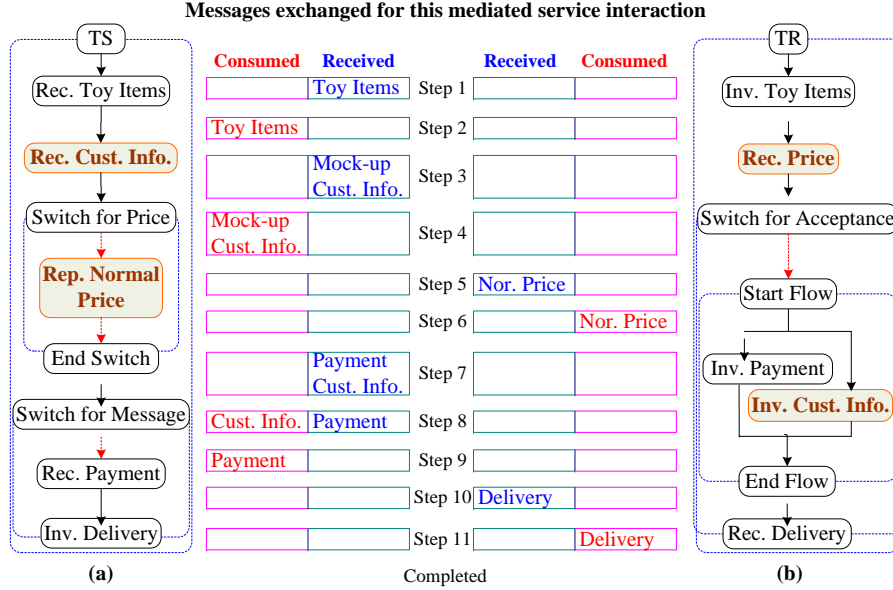 Messages exchanged for this mediated service interaction
TS
Rec. Toy Items
Rec. Cust. Info.
Switch for Price
Rep. Normal
Price
End Switch
Switch for Message
Rec. Payment
Inv. Delivery
(a)
Consumed Received Received Consumed
Toy Items Step 1
Toy Items Step 2
Mock-up
Cust. Info.
Step 3
Mock-up
Cust. Info.
Step 4
Step 5 Nor. Price
Step 6 Nor. Price
Payment
Cust. Info.
Step 7
Cust. Info. Payment Step 8
Payment Step 9
Step 10 Delivery
Step 11 Delivery
Completed
TR
Inv. Toy Items
Rec. Price
Switch for Acceptance
Start Flow
Inv. Payment
Inv. Cust. Info.
End Flow
Rec. Delivery
(b)